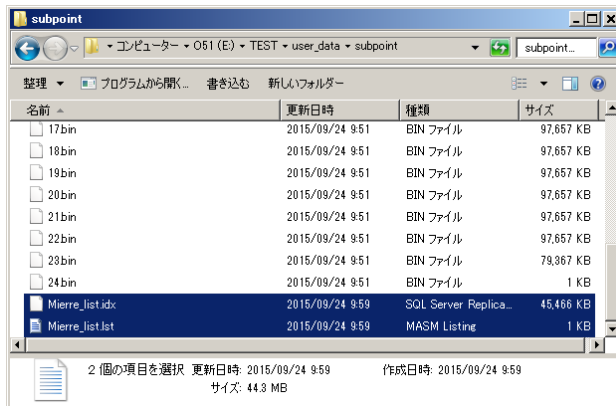 subpoint
コンピューター ▾ O51 (E:) ▾ TEST ▾ user_data ▾ subpoint
subpoint...
整理 プログラムから開く... 書き込む 新しいフォルダー
名前 更新日時 種類 サイズ
17.bin 2015/09/24 9:51 BIN ファイル 97,657 KB
18.bin 2015/09/24 9:51 BIN ファイル 97,657 KB
19.bin 2015/09/24 9:51 BIN ファイル 97,657 KB
20.bin 2015/09/24 9:51 BIN ファイル 97,657 KB
21.bin 2015/09/24 9:51 BIN ファイル 97,657 KB
22.bin 2015/09/24 9:51 BIN ファイル 97,657 KB
23.bin 2015/09/24 9:51 BIN ファイル 79,367 KB
24.bin 2015/09/24 9:51 BIN ファイル 1 KB
Mierre_list.idx 2015/09/24 9:59 SQL Server Replica... 45,466 KB
Mierre_list.lst 2015/09/24 9:59 MASM Listing 1 KB
2 個の項目を選択 更新日時: 2015/09/24 9:59 作成日時: 2015/09/24 9:59
サイズ: 44.3 MB